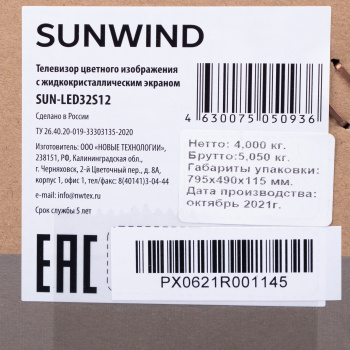 SUNWIND
Телевизор цветного изображения
с жидкокристаллическим экраном
SUN-LED32S12
Сделано в России
ТУ 26.40.20-019-33303135-2020
Изготовитель: ООО «НОВЫЕ ТЕХНОЛОГИИ»,
238151, РФ, Калининградская обл.,
г. Черняховск, 2-й Цветочный пер., д. 8А,
корпус 1, офис 1, тел/факс: 8(40141)3-04-44
e-mail: info@nwtex.ru
Срок службы 5 лет
4630075050936
Нетто: 4,000 кг.
Брутто:5,050 кг.
Габариты упаковки:
795x490x115 мм.
Дата производства:
октябрь 2021г.
EAC
PX0621R001145